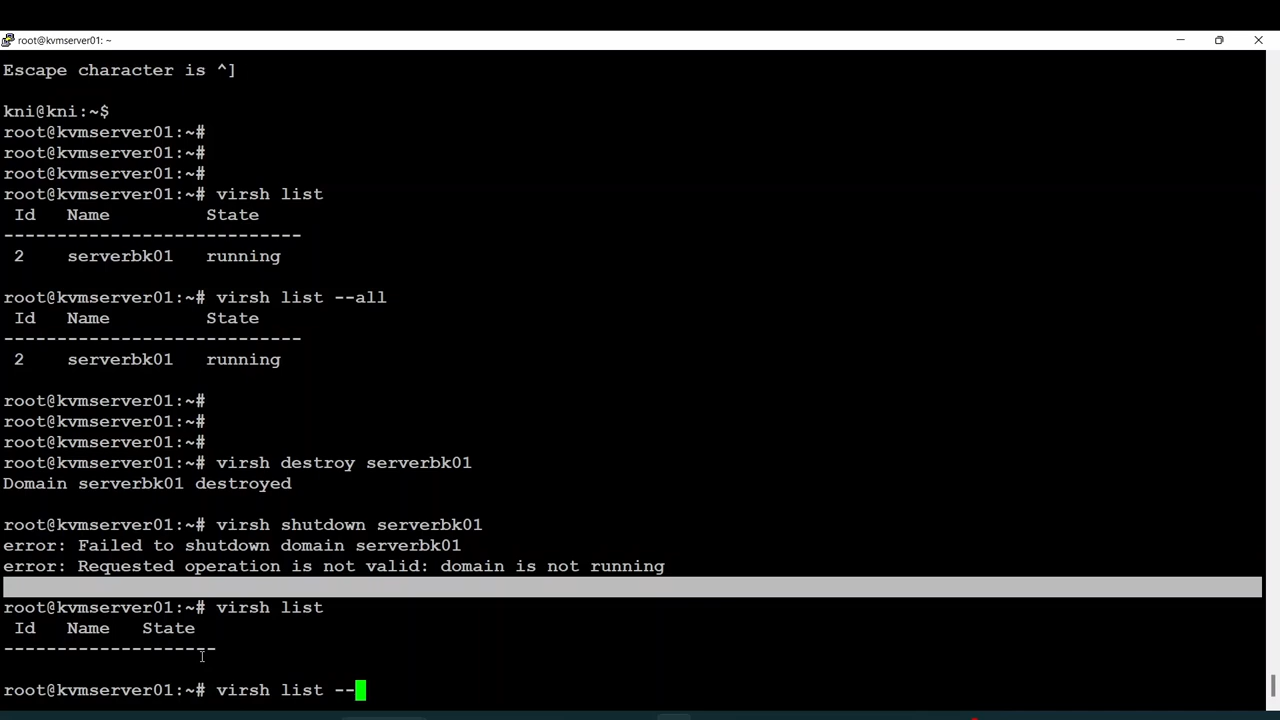 root@kvmserver01: ~
Escape character is ^]
kni@kni:~$
root@kvmserver01:~#
root@kvmserver01:~#
root@kvmserver01:~#
root@kvmserver01:~# virsh list
Id Name State
----------------------------
2 serverbk01 running
root@kvmserver01:~# virsh list --all
Id Name State
----------------------------
2 serverbk01 running
root@kvmserver01:~#
root@kvmserver01:~#
root@kvmserver01:~#
root@kvmserver01:~# virsh destroy serverbk01
Domain serverbk01 destroyed
root@kvmserver01:~# virsh shutdown serverbk01
error: Failed to shutdown domain serverbk01
error: Requested operation is not valid: domain is not running
root@kvmserver01:~# virsh list
Id Name State
--------------------
root@kvmserver01:~# virsh list --